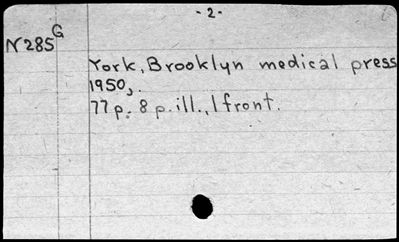 - 2 -
N285 G
York, Brooklyn medical press
1950,.
77 p. 8 p. ill., 1 front.